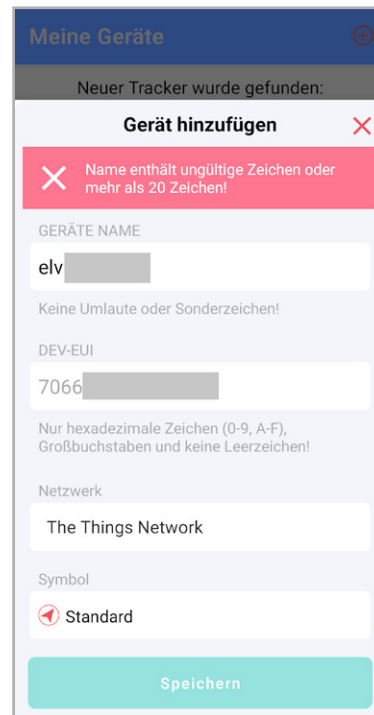 Meine Geräte
Neuer Tracker wurde gefunden:
Gerät hinzufügen
Name enthält ungültige Zeichen oder
mehr als 20 Zeichen!
GERÄTE NAME
elv
Keine Umlaute oder Sonderzeichen!
DEV-EUI
7066
Nur hexadezimale Zeichen (0-9, A-F),
Großbuchstaben und keine Leerzeichen!
Netzwerk
The Things Network
Symbol
Standard
Speichern